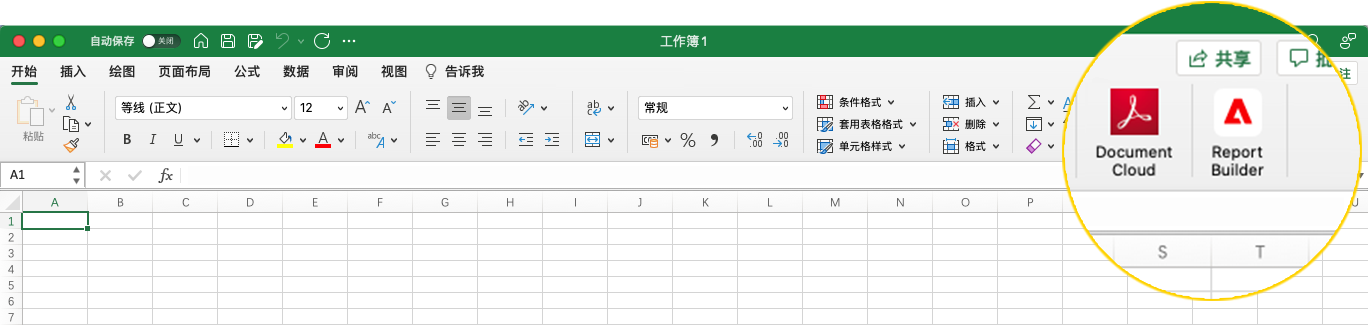 自动保存 关闭 工作簿1
共享 批注
开始 插入 绘图 页面布局 公式 数据 审阅 视图 告诉我
粘贴
等线 (正文) 12 A A
B I U A abc
ab
常规
% 9 .00
条件格式
套用表格格式
单元格样式
插入
删除
格式
Document Cloud
Report Builder
A1 fx
A B C D E F G H I J K L M N O P S T U
1
2
3
4
5
6
7